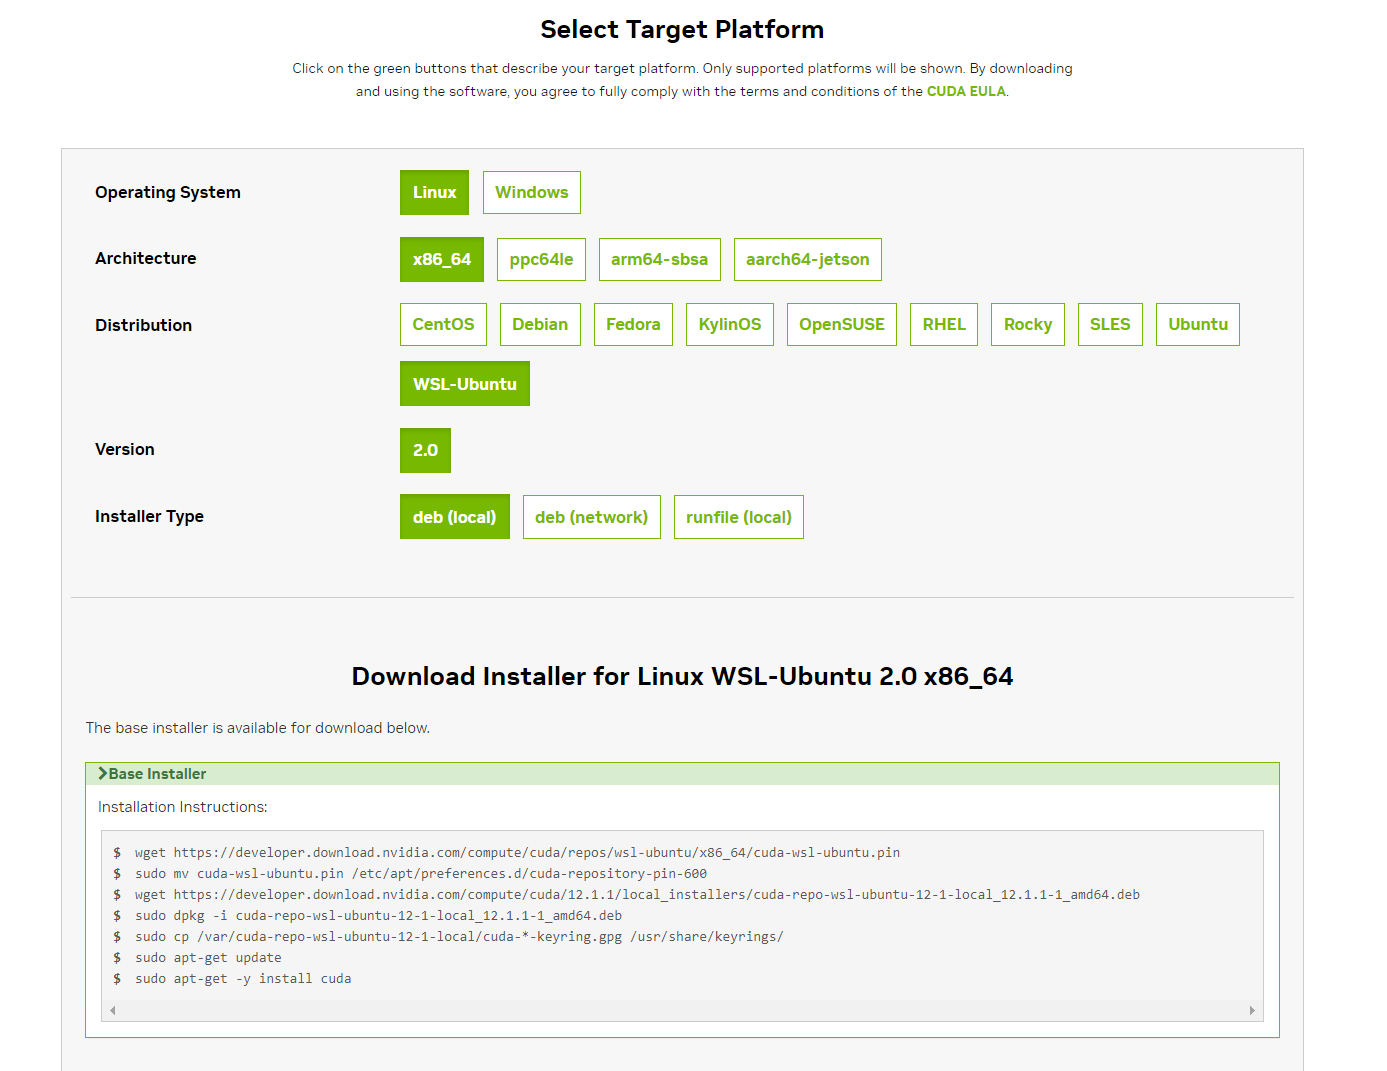 Select Target Platform
Click on the green buttons that describe your target platform. Only supported platforms will be shown. By downloading
and using the software, you agree to fully comply with the terms and conditions of the CUDA EULA.
Operating System Linux Windows
Architecture x86_64 ppc64le arm64-sbsa aarch64-jetson
Distribution CentOS Debian Fedora KylinOS OpenSUSE RHEL Rocky SLES Ubuntu
WSL-Ubuntu
Version 2.0
Installer Type deb (local) deb (network) runfile (local)
Download Installer for Linux WSL-Ubuntu 2.0 x86_64
The base installer is available for download below.
Base Installer
Installation Instructions:
$ wget https://developer.download.nvidia.com/compute/cuda/repos/wsl-ubuntu/x86_64/cuda-wsl-ubuntu.pin
$ sudo mv cuda-wsl-ubuntu.pin /etc/apt/preferences.d/cuda-repository-pin-600
$ wget https://developer.download.nvidia.com/compute/cuda/12.1.1/local_installers/cuda-repo-wsl-ubuntu-12-1-local_12.1.1-1_amd64.deb
$ sudo dpkg -i cuda-repo-wsl-ubuntu-12-1-local_12.1.1-1_amd64.deb
$ sudo cp /var/cuda-repo-wsl-ubuntu-12-1-local/cuda-*-keyring.gpg /usr/share/keyrings/
$ sudo apt-get update
$ sudo apt-get -y install cuda